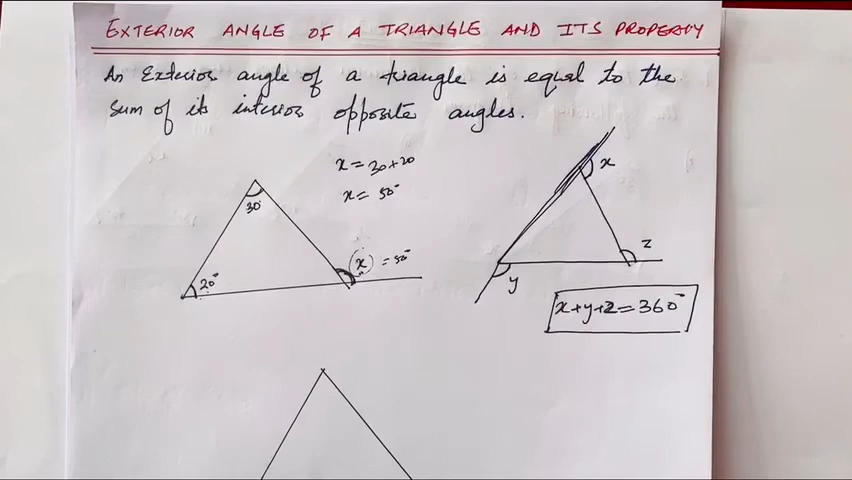 EXTERIOR ANGLE OF A TRIANGLE AND ITS PROPERTY
An Exterior angle of a triangle is equal to the
sum of its interior opposite angles.
x = 30+20
x = 50°
30
20°
(x) = 50°
x
z
y
x+y+z=360°